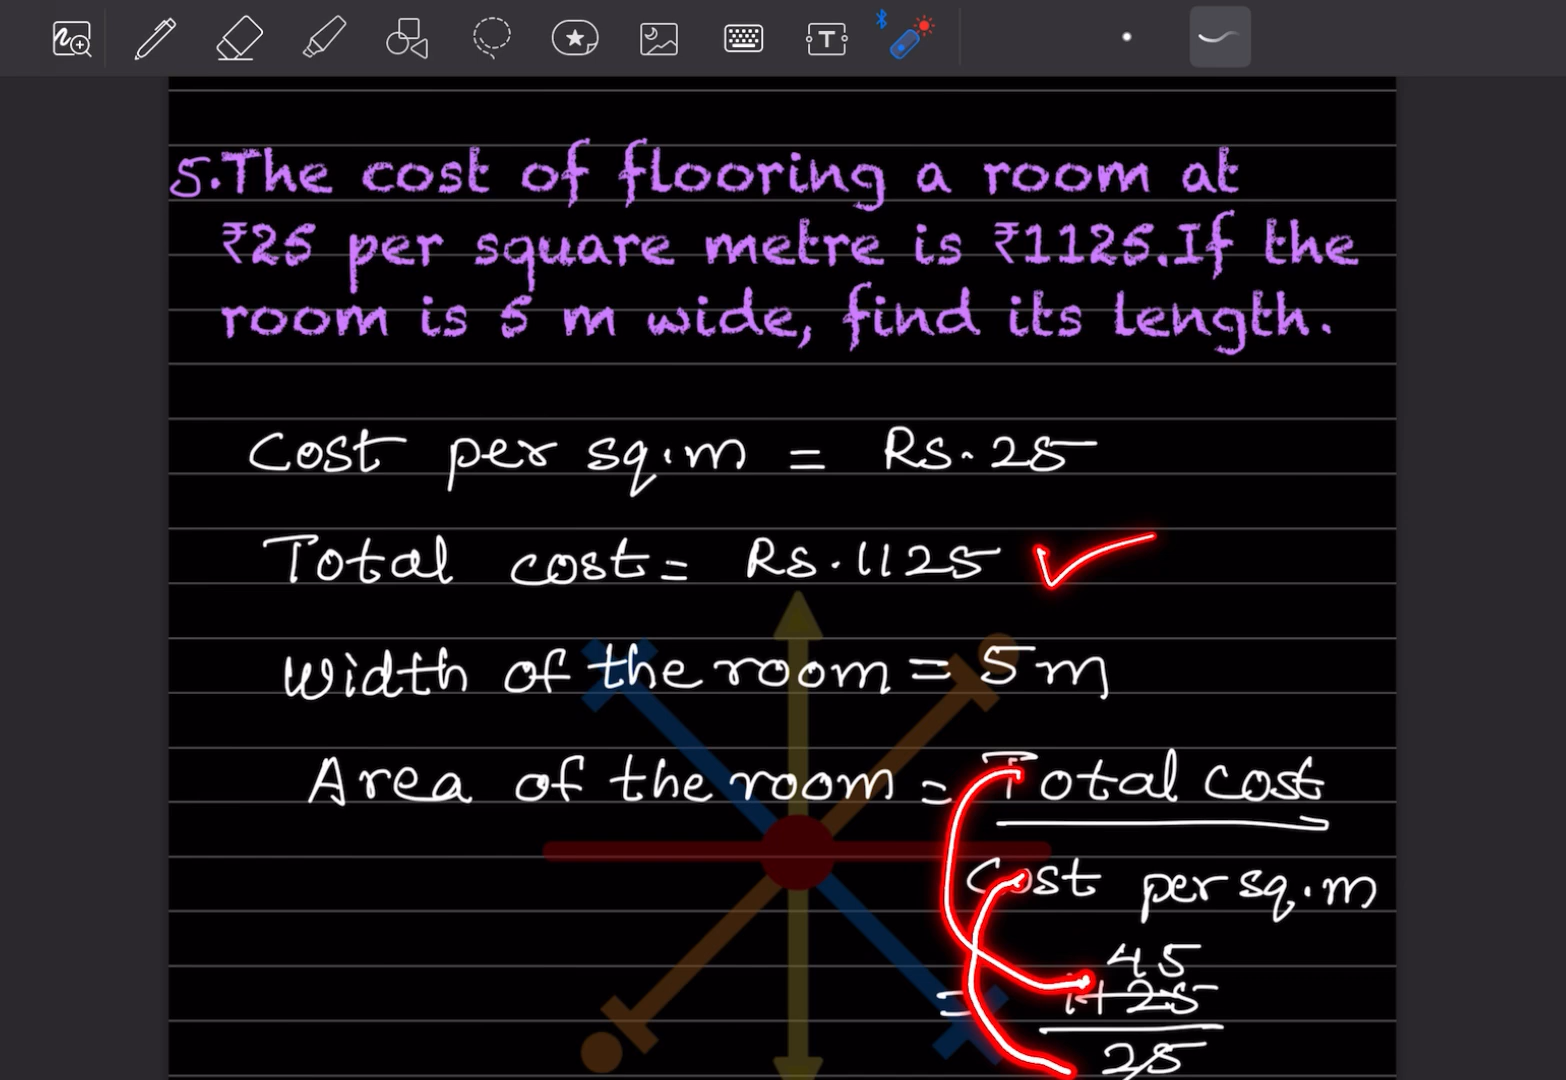 5.The cost of flooring a room at
₹25 per square metre is ₹1125.If the
room is 5 m wide, find its length.
Cost per sq.m = Rs. 25
Total cost = Rs. 1125
Width of the room = 5m
Area of the room = Total cost
Cost per sq.m
45
= 1125
25